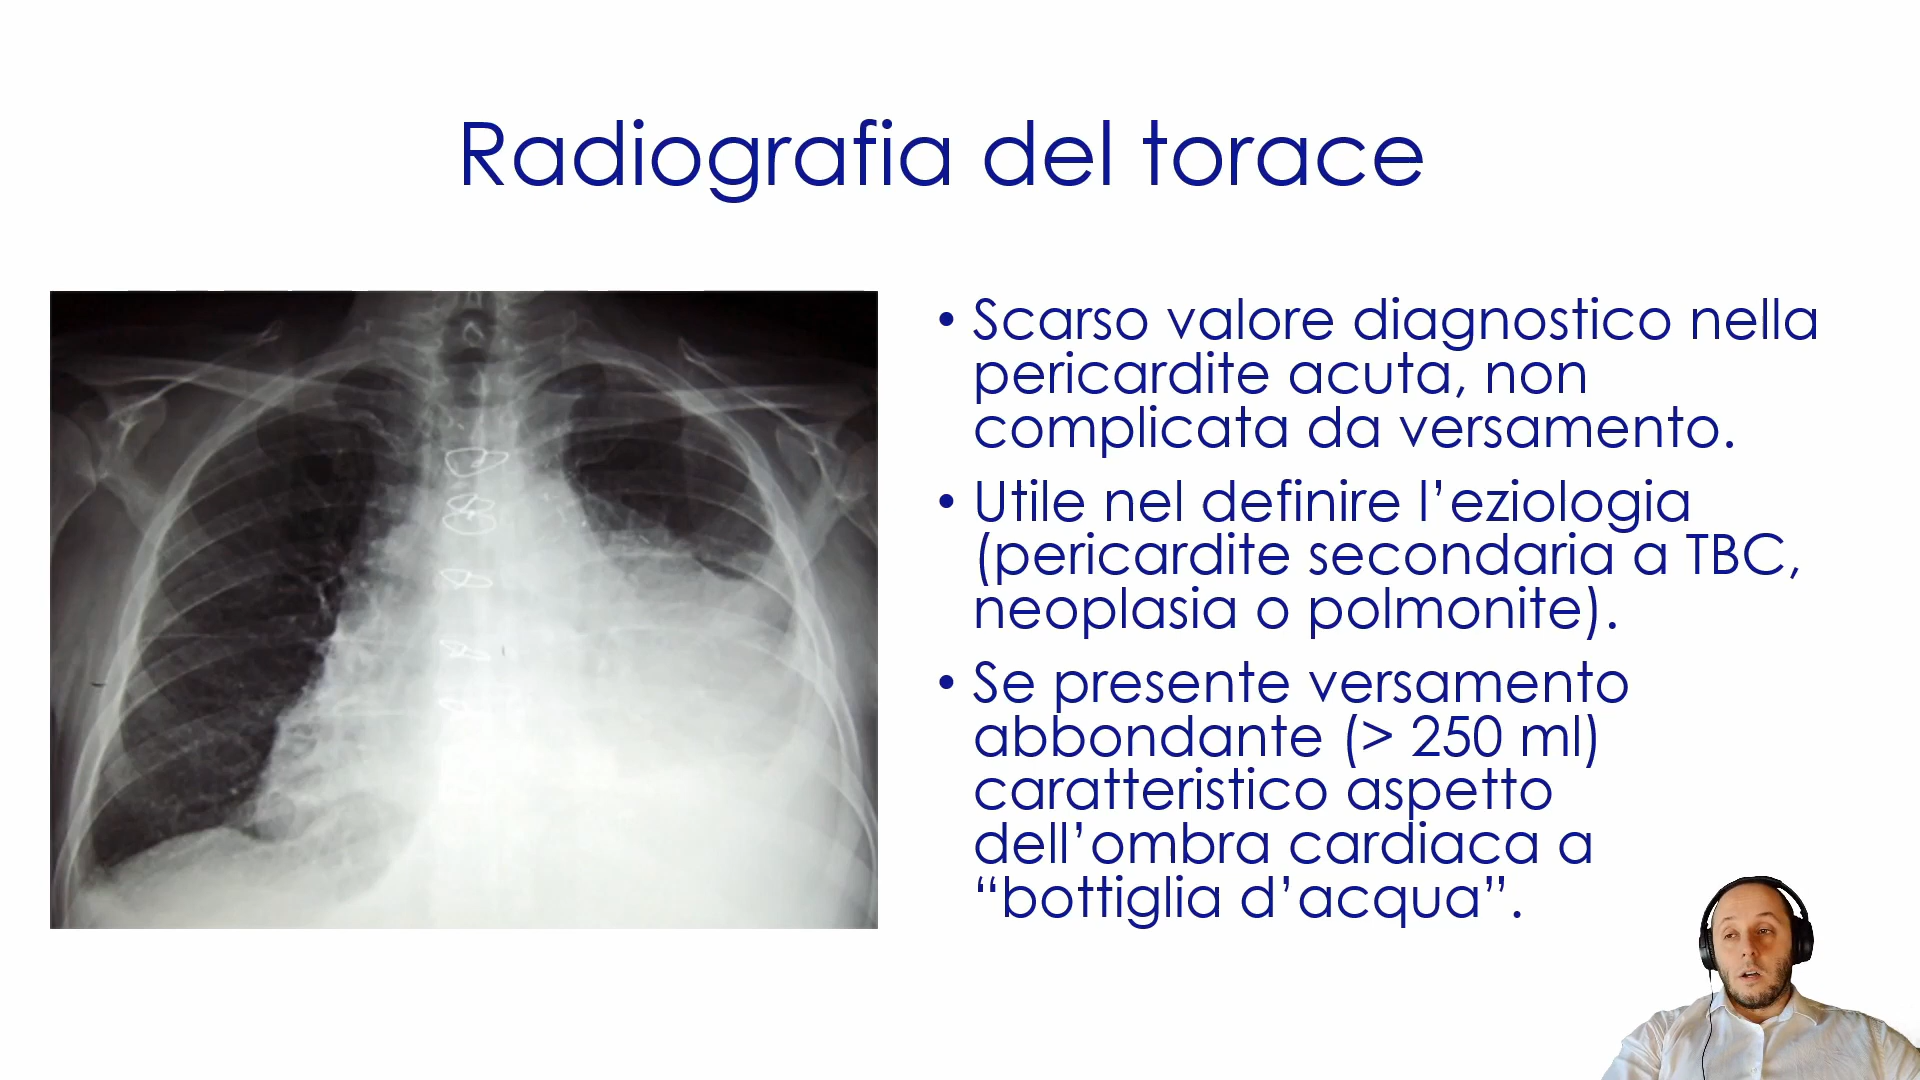 Radiografia del torace
• Scarso valore diagnostico nella
pericardite acuta, non
complicata da versamento.
• Utile nel definire l’eziologia
(pericardite secondaria a TBC,
neoplasia o polmonite).
• Se presente versamento
abbondante (> 250 ml)
caratteristico aspetto
dell’ombra cardiaca a
“bottiglia d’acqua”.